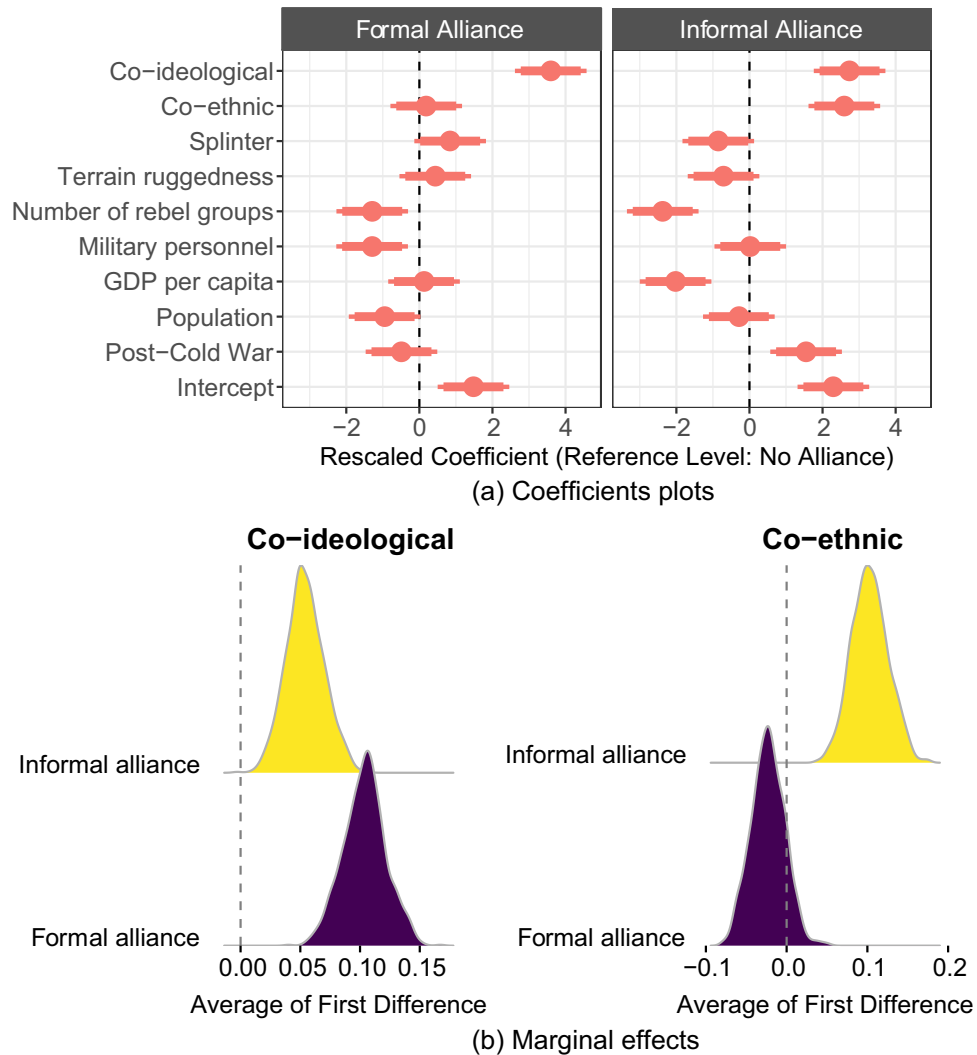 Formal Alliance
Informal Alliance
Co−ideological
Co−ethnic
Splinter
Terrain ruggedness
Number of rebel groups
Military personnel
GDP per capita
Population
Post−Cold War
Intercept
−2 0 2 4
−2 0 2 4
Rescaled Coefficient (Reference Level: No Alliance)
(a) Coefficients plots
Co−ideological
Co−ethnic
Informal alliance
Formal alliance
Informal alliance
Formal alliance
0.00 0.05 0.10 0.15
−0.1 0.0 0.1 0.2
Average of First Difference
Average of First Difference
(b) Marginal effects